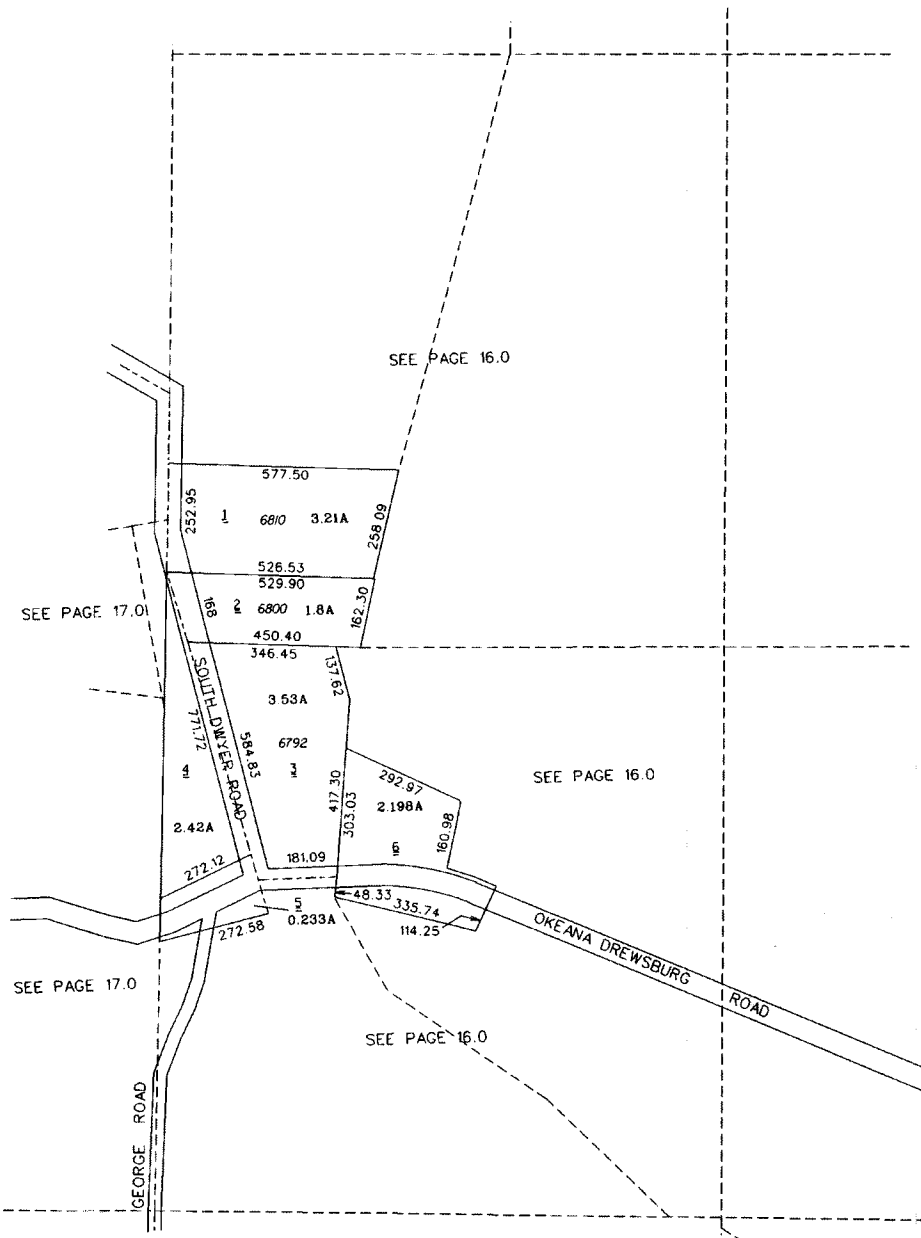 SEE PAGE 16.0
577.50
252.95
1
6810
3.21A
258.09
526.53
529.90
SEE PAGE 17.0
168
2
6800
1.8A
162.30
450.40
346.45
137.62
3.53A
SOUTH DWYER ROAD
771.72
584.83
6792
3
4
SEE PAGE 16.0
292.97
417.30
303.03
2.198A
160.98
6
2.42A
272.12
181.09
48.33
335.74
5
0.233A
272.58
114.25
OKEANA DREWSBURG ROAD
SEE PAGE 17.0
SEE PAGE 16.0
GEORGE ROAD